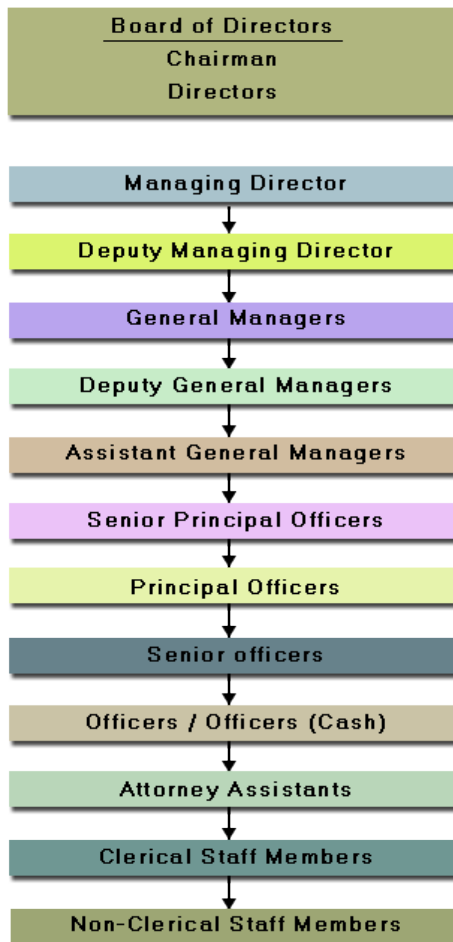 Board of Directors
Chairman
Directors
Managing Director
Deputy Managing Director
General Managers
Deputy General Managers
Assistant General Managers
Senior Principal Officers
Principal Officers
Senior officers
Officers / Officers (Cash)
Attorney Assistants
Clerical Staff Members
Non-Clerical Staff Members